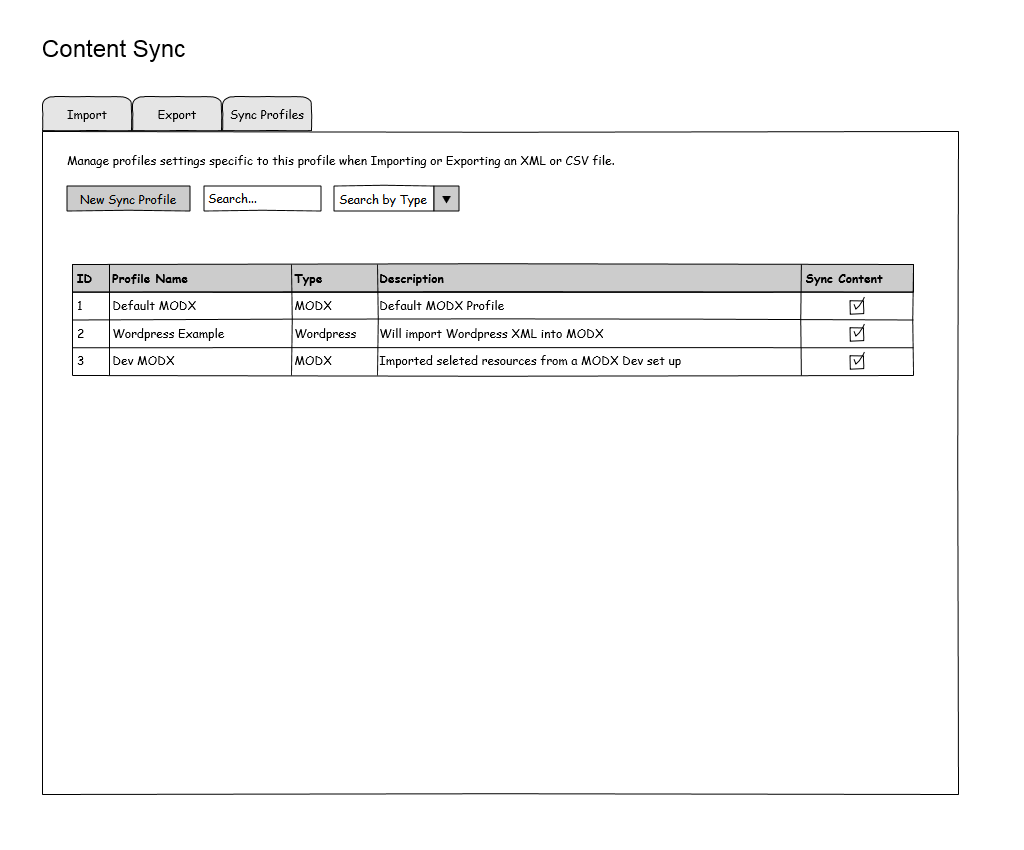 Content Sync
Import Export Sync Profiles
Manage profiles settings specific to this profile when Importing or Exporting an XML or CSV file.
New Sync Profile Search... Search by Type
ID Profile Name Type Description Sync Content
1 Default MODX MODX Default MODX Profile
2 Wordpress Example Wordpress Will import Wordpress XML into MODX
3 Dev MODX MODX Imported seleted resources from a MODX Dev set up